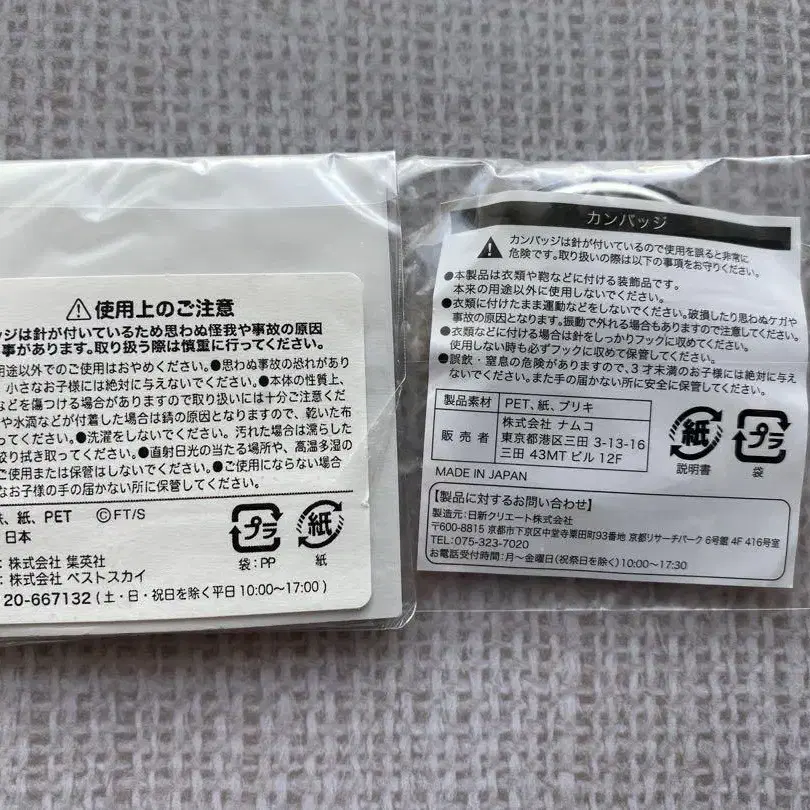 使用上のご注意
ッジは針が付いているため思わぬ怪我や事故の原因
事があります。取り扱う際は慎重に行ってください。
用途以外でのご使用はおやめください。●思わぬ事故の恐れがあり
小さなお子様には絶対に与えないでください。●本体の性質上、
などを傷つける場合がありますので取り扱いには十分ご注意くだ
や水滴などが付着した場合は錆の原因となりますので、乾いた布
ってください。●洗濯をしないでください。汚れた場合は濡らした
絞り拭き取ってください。●直射日光の当たる場所や、高温多湿の
ご使用または保管はしないでください。●ご使用にならない場合
なお子様の手の届かない所に保管してください。
紙、紙、PET ©FT/S
日本
プラ
袋：PP
紙
紙
：株式会社 集英社
：株式会社 ベストスカイ
20-667132 (土・日・祝日を除く平日 10:00～17:00)
カンバッジ
カンバッジは針が付いているので使用を誤ると非常に
危険です。取り扱いの際は以下の事項をお守りください。
●本製品は衣類や鞄などに付ける装飾品です。
本来の用途以外に使用しないでください。
●衣類に付けたまま運動などをしないでください。破損したり思わぬケガや
事故の原因となります。振動で外れる場合もありますので注意してください。
●衣類などに付ける場合は針をしっかりフックに収めてください。
使用しない時も必ずフックに収めて保管してください。
●誤飲・窒息の危険がありますので、3才未満のお子様には絶対に与え
ないでください。また手の届かない所に安全に保管してください。
製品素材 PET、紙、ブリキ
販売者 株式会社 ナムコ
東京都港区三田 3-13-16
三田 43MT ビル 12F
紙
説明書
プラ
袋
MADE IN JAPAN
【製品に対するお問い合わせ】
製造元：日新クリエート株式会社
〒600-8815 京都市下京区中堂寺粟田町93番地 京都リサーチパーク 6号館 4F 416号室
TEL:075-323-7020
お電話受付時間：月～金曜日(祝祭日を除く)10:00～17:30